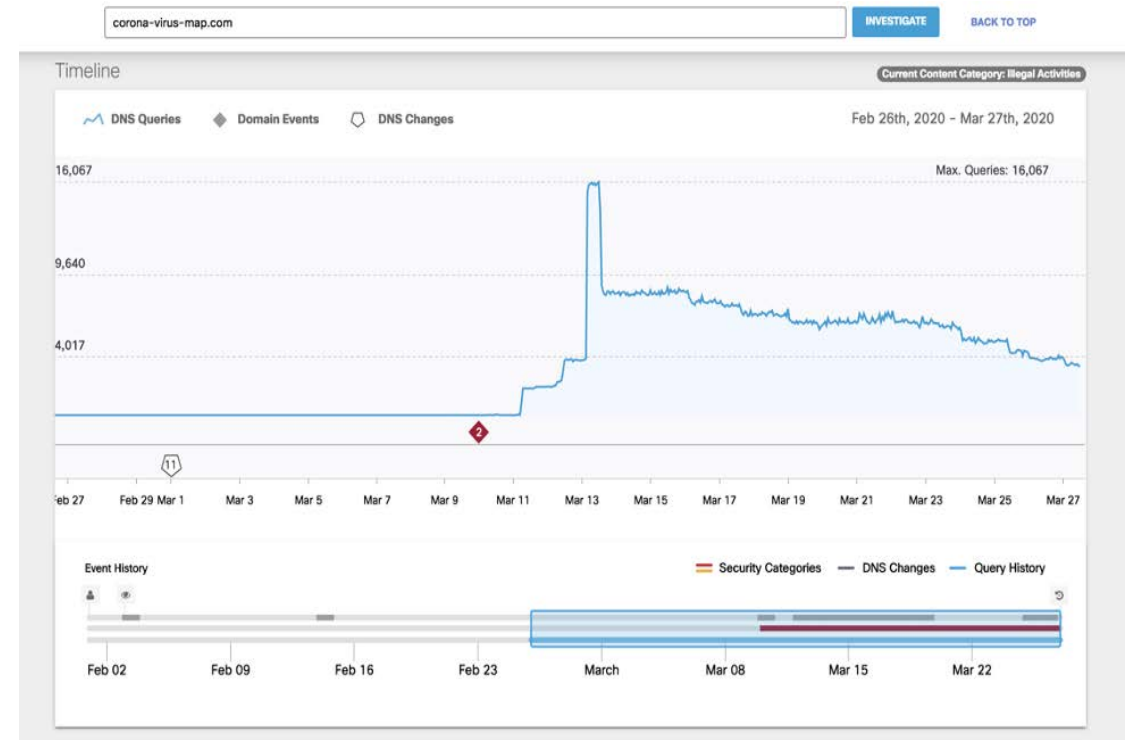 corona-virus-map.com INVESTIGATE BACK TO TOP
Timeline Current Content Category: Illegal Activities
DNS Queries Domain Events DNS Changes Feb 26th, 2020 - Mar 27th, 2020
16,067 Max. Queries: 16,067
9,640
4,017
2
11
eb 27 Feb 29 Mar 1 Mar 3 Mar 5 Mar 7 Mar 9 Mar 11 Mar 13 Mar 15 Mar 17 Mar 19 Mar 21 Mar 23 Mar 25 Mar 27
Event History Security Categories DNS Changes Query History
Feb 02 Feb 09 Feb 16 Feb 23 March Mar 08 Mar 15 Mar 22